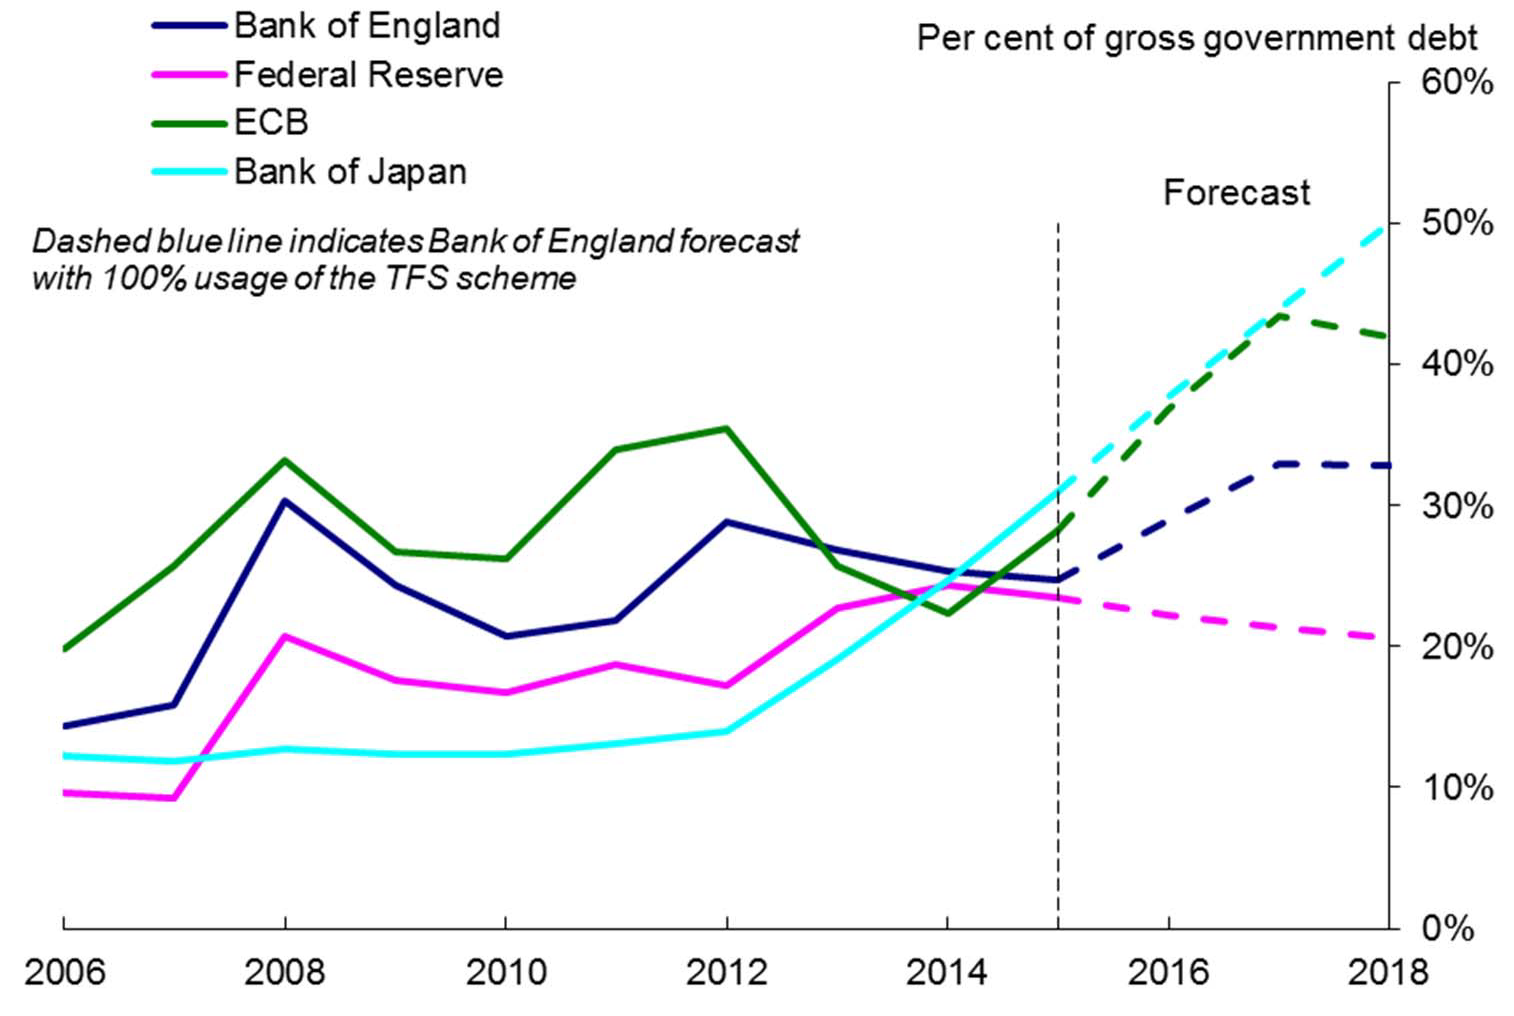 Bank of England
Federal Reserve
ECB
Bank of Japan
Per cent of gross government debt
Dashed blue line indicates Bank of England forecast
with 100% usage of the TFS scheme
Forecast
60%
50%
40%
30%
20%
10%
0%
2006 2008 2010 2012 2014 2016 2018